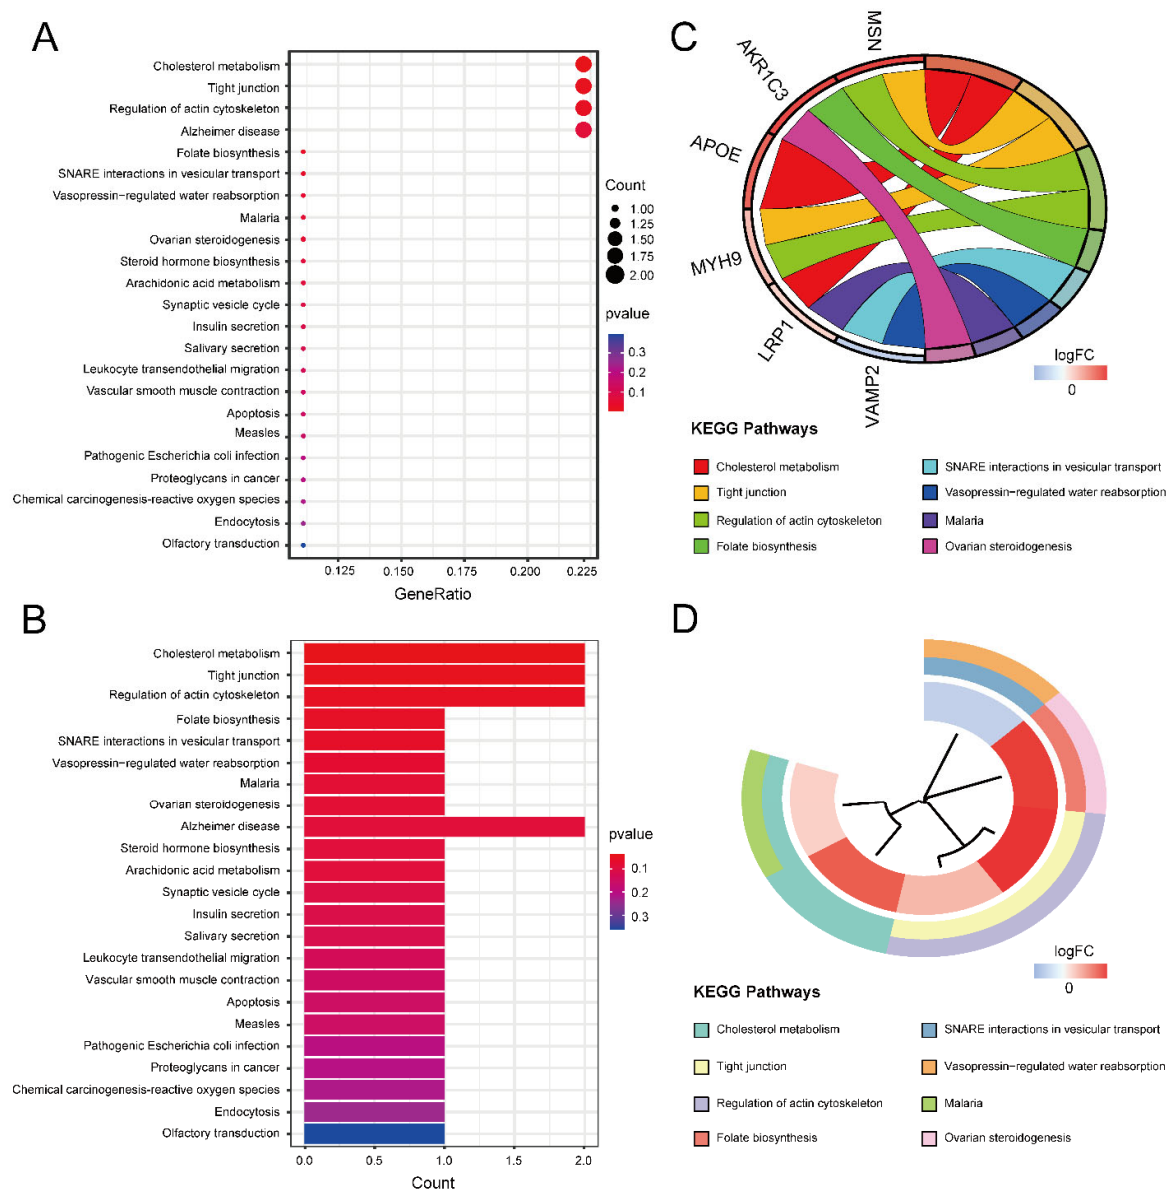 A
Cholesterol metabolism
Tight junction
Regulation of actin cytoskeleton
Alzheimer disease
Folate biosynthesis
SNARE interactions in vesicular transport
Vasopressin−regulated water reabsorption
Malaria
Ovarian steroidogenesis
Steroid hormone biosynthesis
Arachidonic acid metabolism
Synaptic vesicle cycle
Insulin secretion
Salivary secretion
Leukocyte transendothelial migration
Vascular smooth muscle contraction
Apoptosis
Measles
Pathogenic Escherichia coli infection
Proteoglycans in cancer
Chemical carcinogenesis-reactive oxygen species
Endocytosis
Olfactory transduction
0.125 0.150 0.175 0.200 0.225
GeneRatio
Count
1.00
1.25
1.50
1.75
2.00
pvalue
0.3
0.2
0.1
B
Cholesterol metabolism
Tight junction
Regulation of actin cytoskeleton
Folate biosynthesis
SNARE interactions in vesicular transport
Vasopressin−regulated water reabsorption
Malaria
Ovarian steroidogenesis
Alzheimer disease
Steroid hormone biosynthesis
Arachidonic acid metabolism
Synaptic vesicle cycle
Insulin secretion
Salivary secretion
Leukocyte transendothelial migration
Vascular smooth muscle contraction
Apoptosis
Measles
Pathogenic Escherichia coli infection
Proteoglycans in cancer
Chemical carcinogenesis-reactive oxygen species
Endocytosis
Olfactory transduction
0.0 0.5 1.0 1.5 2.0
Count
pvalue
0.1
0.2
0.3
C
MSN
AKR1C3
APOE
MYH9
LRP1
VAMP2
logFC
0
KEGG Pathways
Cholesterol metabolism
Tight junction
Regulation of actin cytoskeleton
Folate biosynthesis
SNARE interactions in vesicular transport
Vasopressin−regulated water reabsorption
Malaria
Ovarian steroidogenesis
D
logFC
0
KEGG Pathways
Cholesterol metabolism
Tight junction
Regulation of actin cytoskeleton
Folate biosynthesis
SNARE interactions in vesicular transport
Vasopressin−regulated water reabsorption
Malaria
Ovarian steroidogenesis